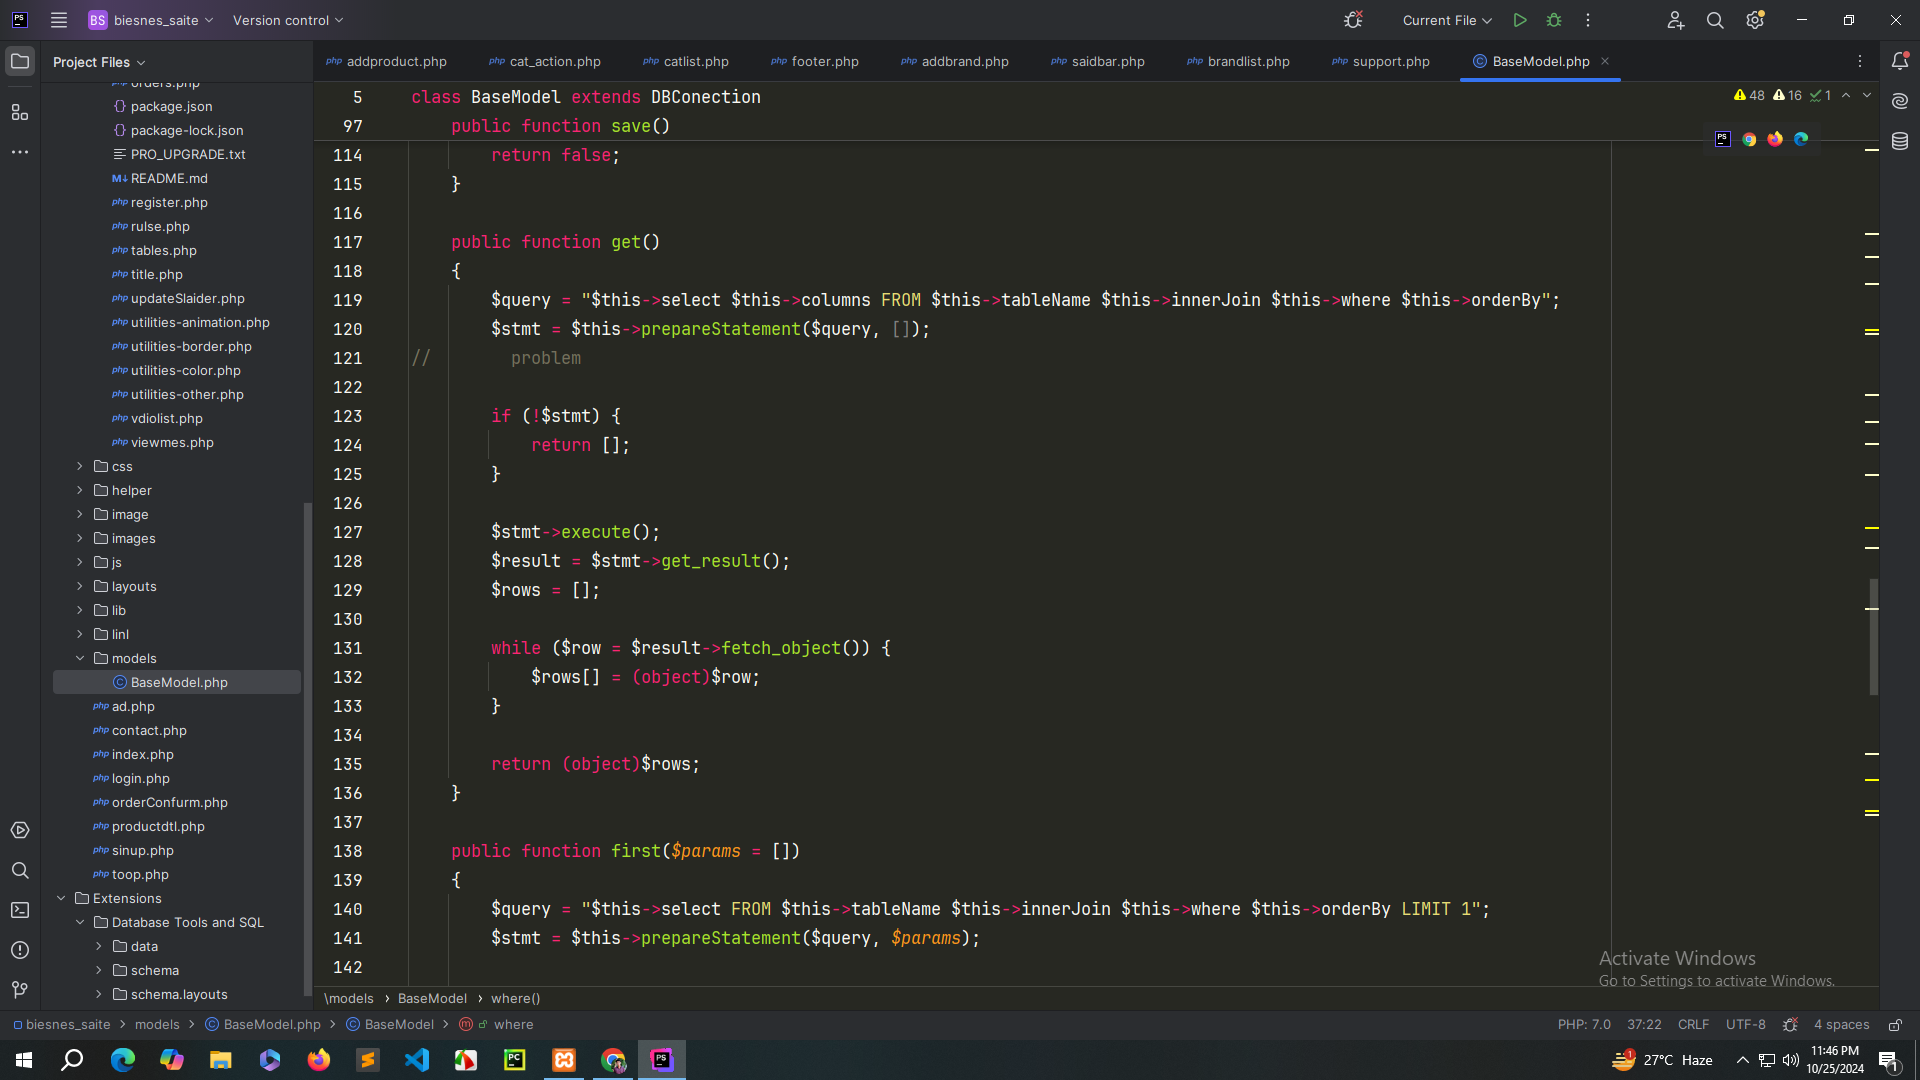 PS
BS biesnes_saite
Version control
Current File
Project Files
addproduct.php
cat_action.php
catlist.php
footer.php
addbrand.php
saidbar.php
brandlist.php
support.php
BaseModel.php
orders.php
package.json
package-lock.json
PRO_UPGRADE.txt
README.md
register.php
rulse.php
tables.php
title.php
updateSlaider.php
utilities-animation.php
utilities-border.php
utilities-color.php
utilities-other.php
vdiolist.php
viewmes.php
css
helper
image
images
js
layouts
lib
linl
models
BaseModel.php
ad.php
contact.php
index.php
login.php
orderConfurm.php
productdtl.php
sinup.php
toop.php
Extensions
Database Tools and SQL
data
schema
schema.layouts
48 16 1
5 class BaseModel extends DBConection
97 public function save()
114 return false;
115 }
116
117 public function get()
118 {
119 $query = "$this->select $this->columns FROM $this->tableName $this->innerJoin $this->where $this->orderBy";
120 $stmt = $this->prepareStatement($query, []);
121 // problem
122
123 if (!$stmt) {
124 return [];
125 }
126
127 $stmt->execute();
128 $result = $stmt->get_result();
129 $rows = [];
130
131 while ($row = $result->fetch_object()) {
132 $rows[] = (object)$row;
133 }
134
135 return (object)$rows;
136 }
137
138 public function first($params = [])
139 {
140 $query = "$this->select FROM $this->tableName $this->innerJoin $this->where $this->orderBy LIMIT 1";
141 $stmt = $this->prepareStatement($query, $params);
142
Activate Windows
Go to Settings to activate Windows.
\models > BaseModel > where()
biesnes_saite > models > BaseModel.php > BaseModel > where
PHP: 7.0 37:22 CRLF UTF-8 4 spaces
27°C Haze
11:46 PM
10/25/2024